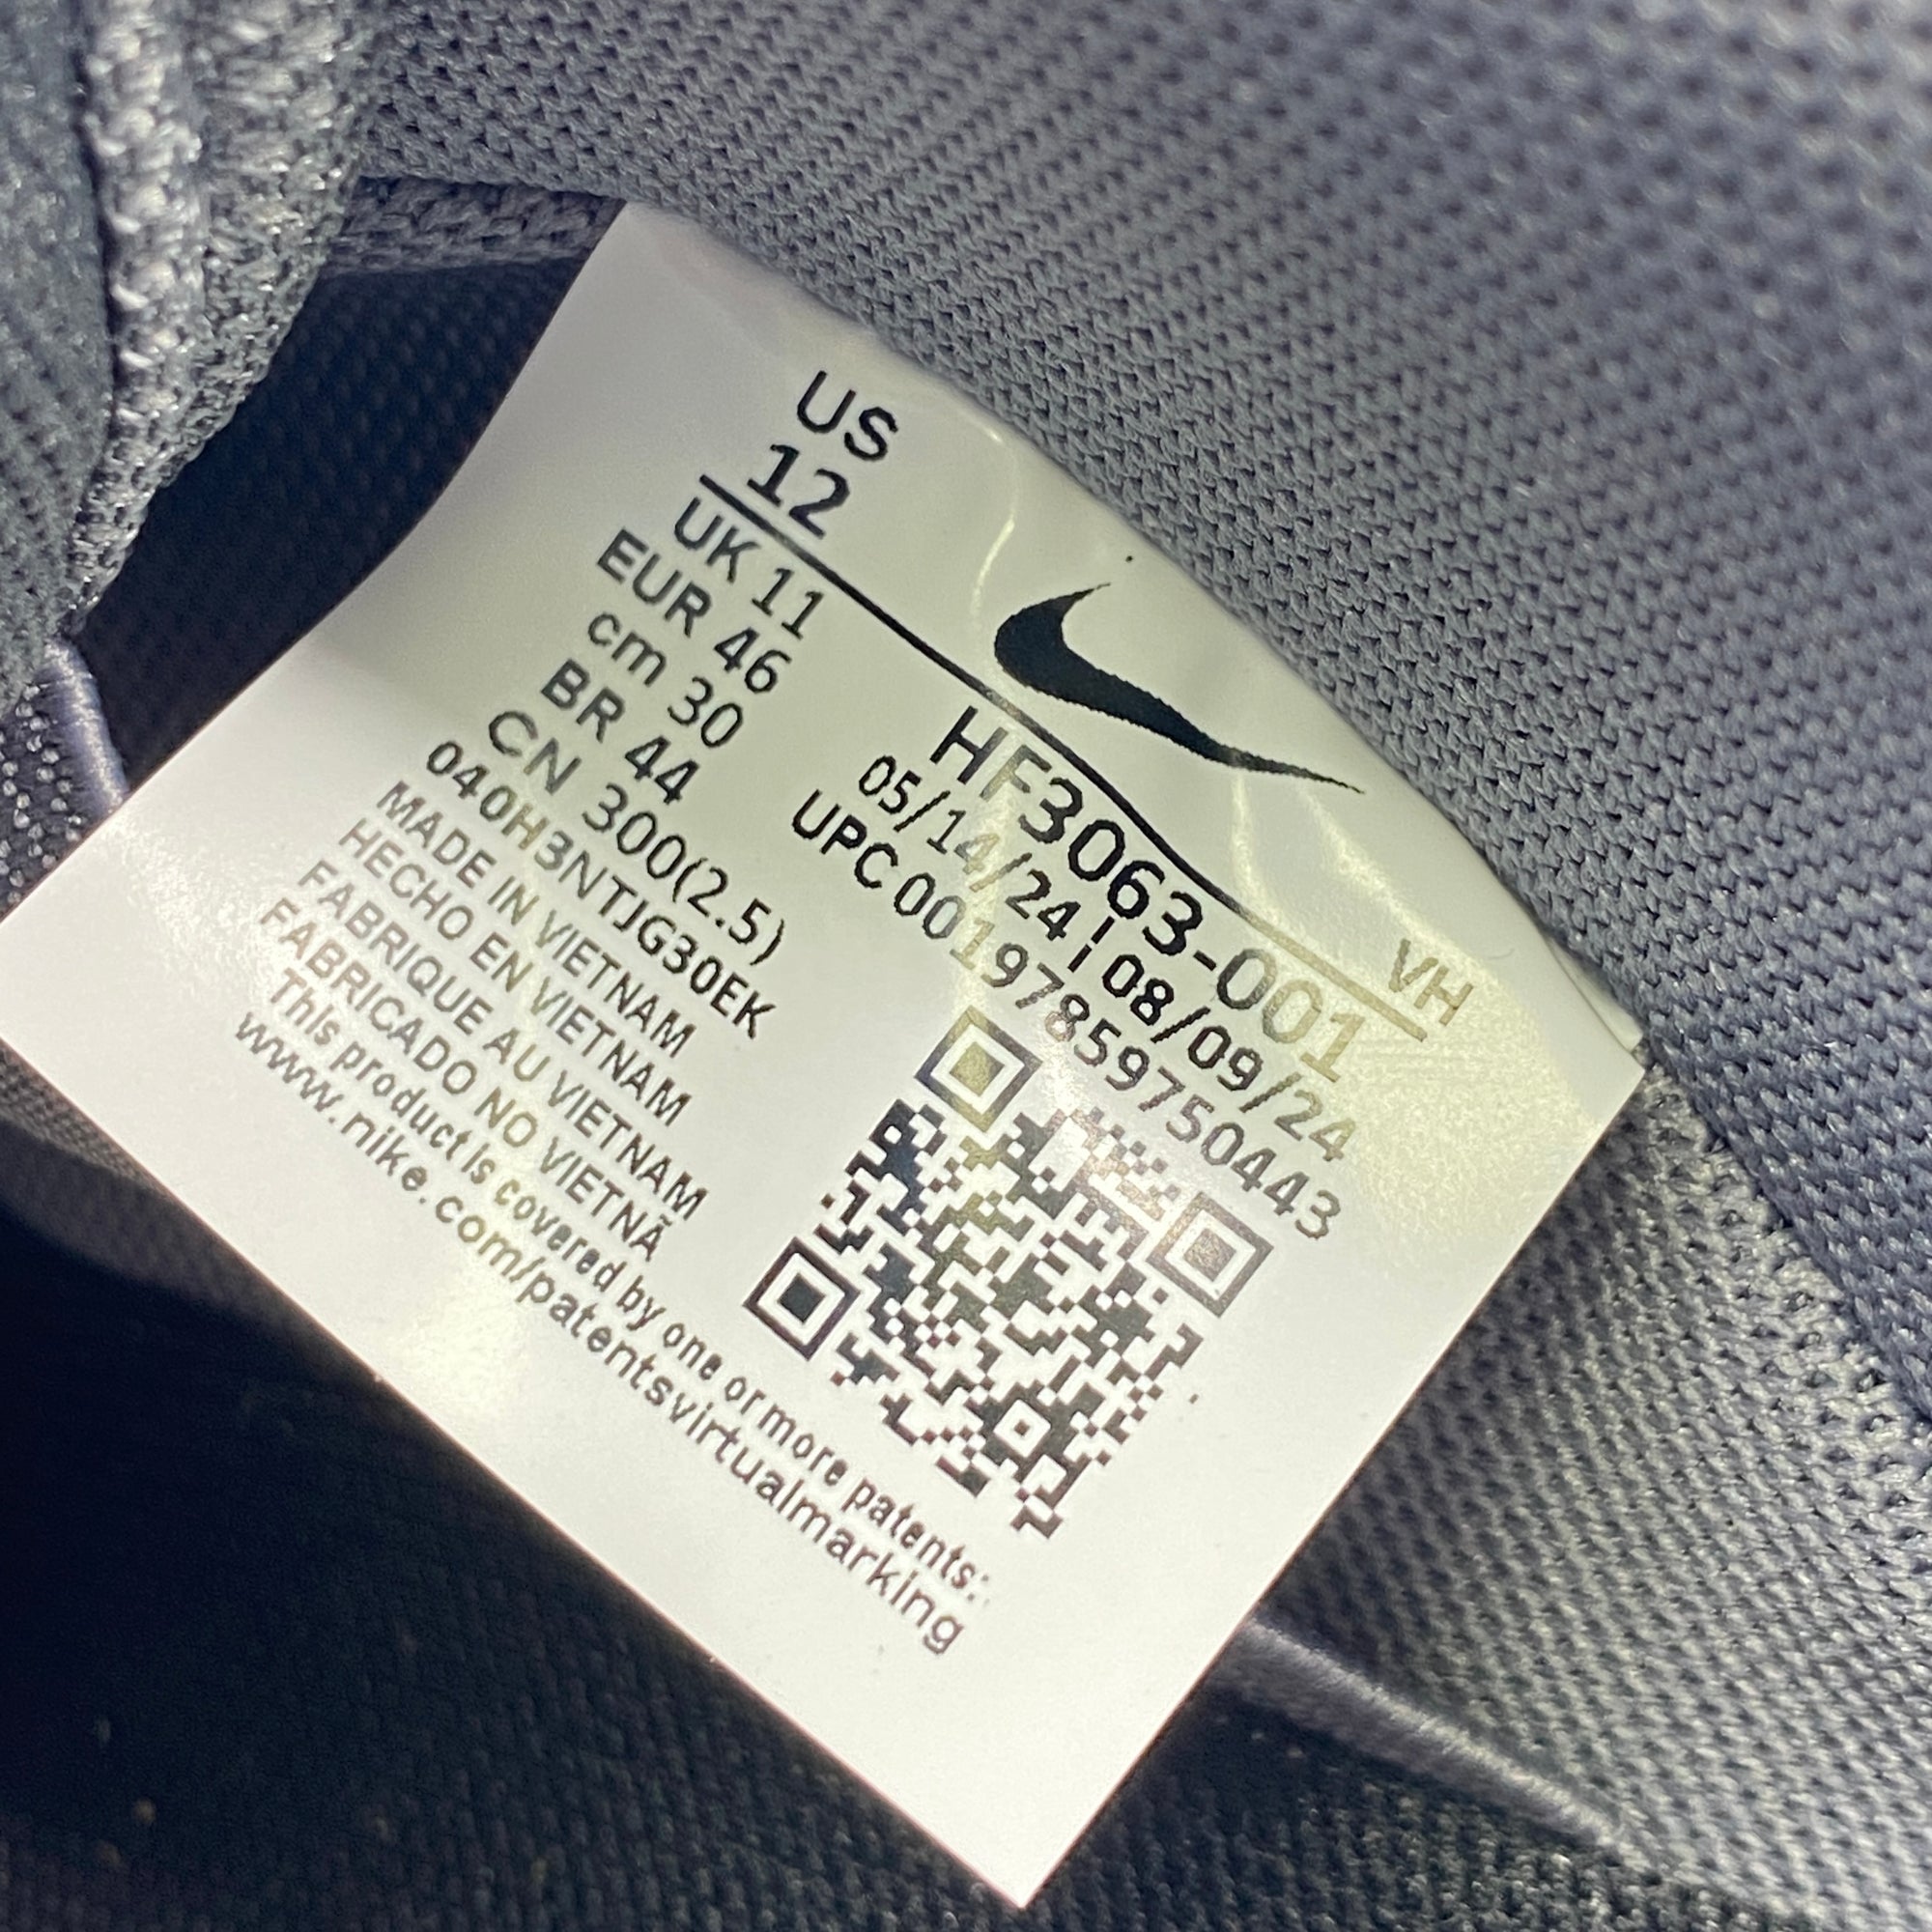 US
12
VH
UK 11
EUR 46
cm 30
BR 44
CN 300(2.5)
040H3NTJG30EK
MADE IN VIETNAM
HECHO EN VIETNAM
FABRIQUE AU VIETNAM
FABRICADO NO VIETNÃ
HF3063-001
05/14/24 | 08/09/24
UPC 00197859750443
This product is covered by one or more patents:
www.nike.com/patentsvirtualmarking